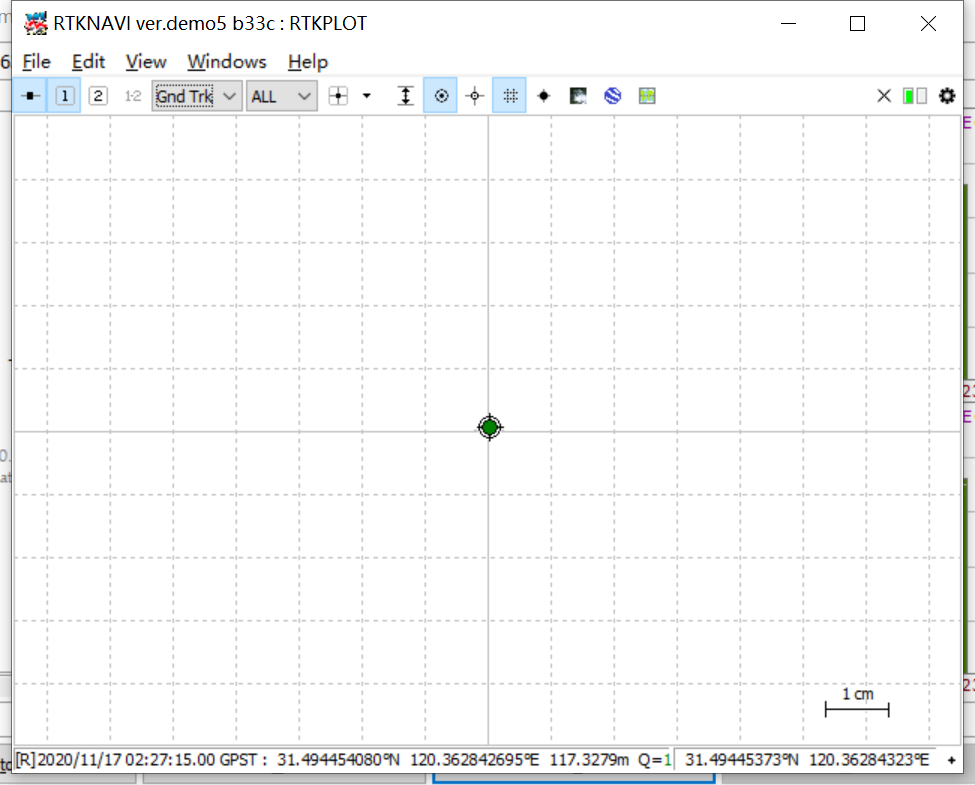 RTKNAVI ver.demo5 b33c : RTKPLOT
File Edit View Windows Help
1 2 1-2 Gnd Trk ALL
1 cm
[R]2020/11/17 02:27:15.00 GPST : 31.494454080°N 120.362842695°E 117.3279m Q=1 31.49445373°N 120.36284323°E